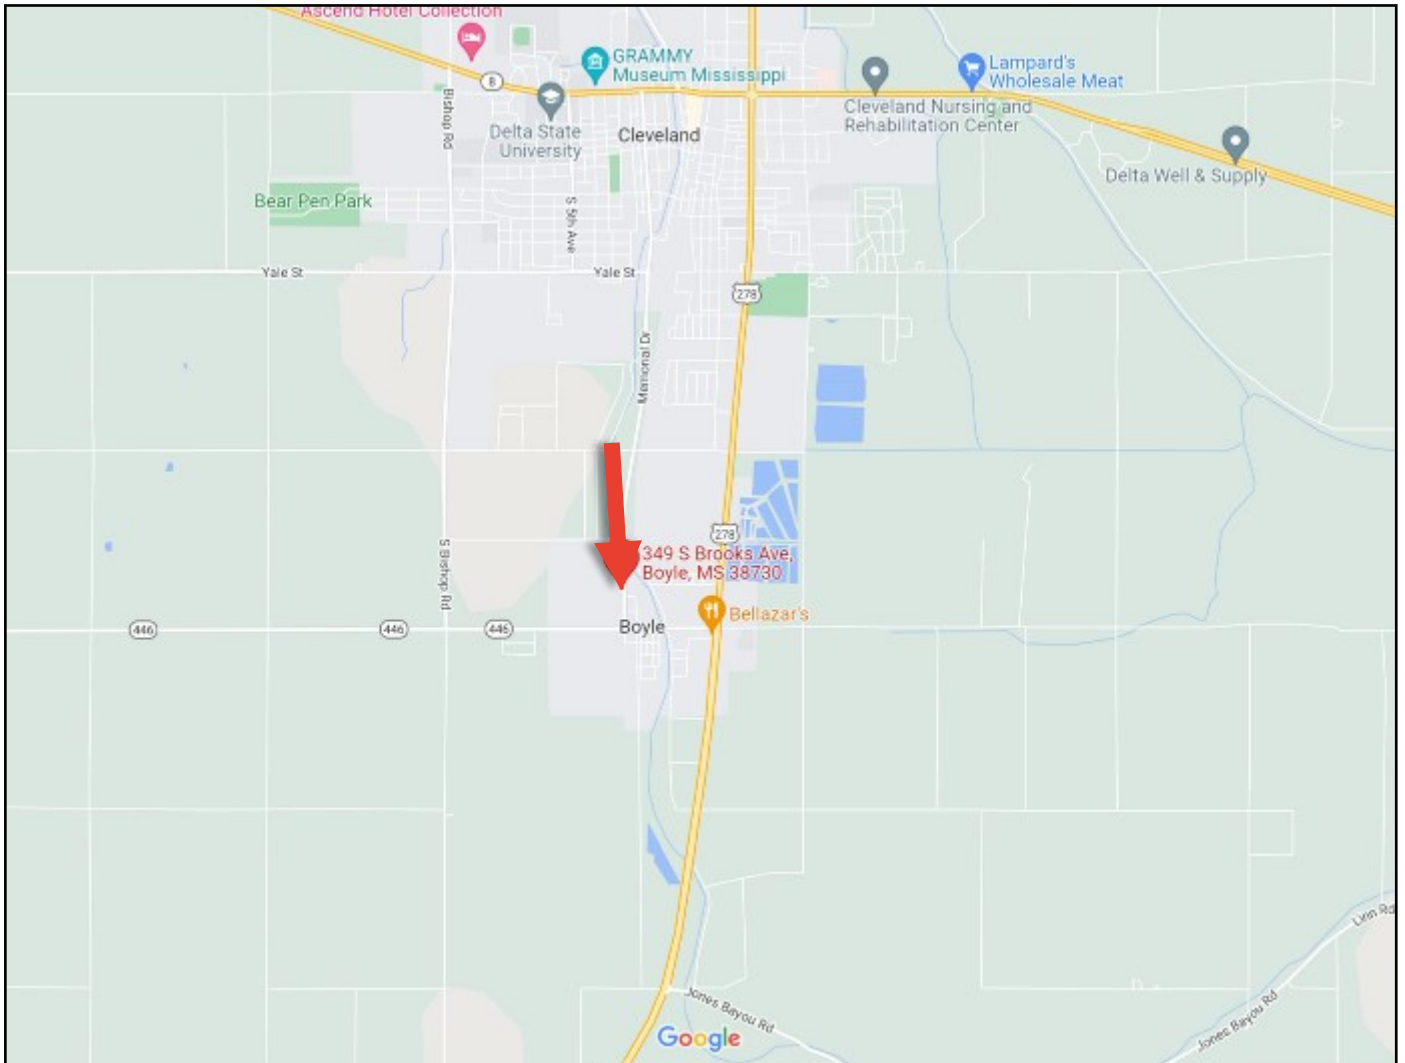 Ascend Hotel Collection
8
GRAMMY
Museum Mississippi
Lampard's
Wholesale Meat
Bishop Rd
Delta State
University
Cleveland
Cleveland Nursing and
Rehabilitation Center
Delta Well & Supply
Bear Pen Park
S 5th Ave
Yale St
Yale St
278
Memorial Dr
278
349 S Brooks Ave,
Boyle, MS 38730
S Bishop Rd
Bellazar's
446
446
446
Boyle
Linn Rd
Jones Bayou Rd
Jones Bayou Rd
Google